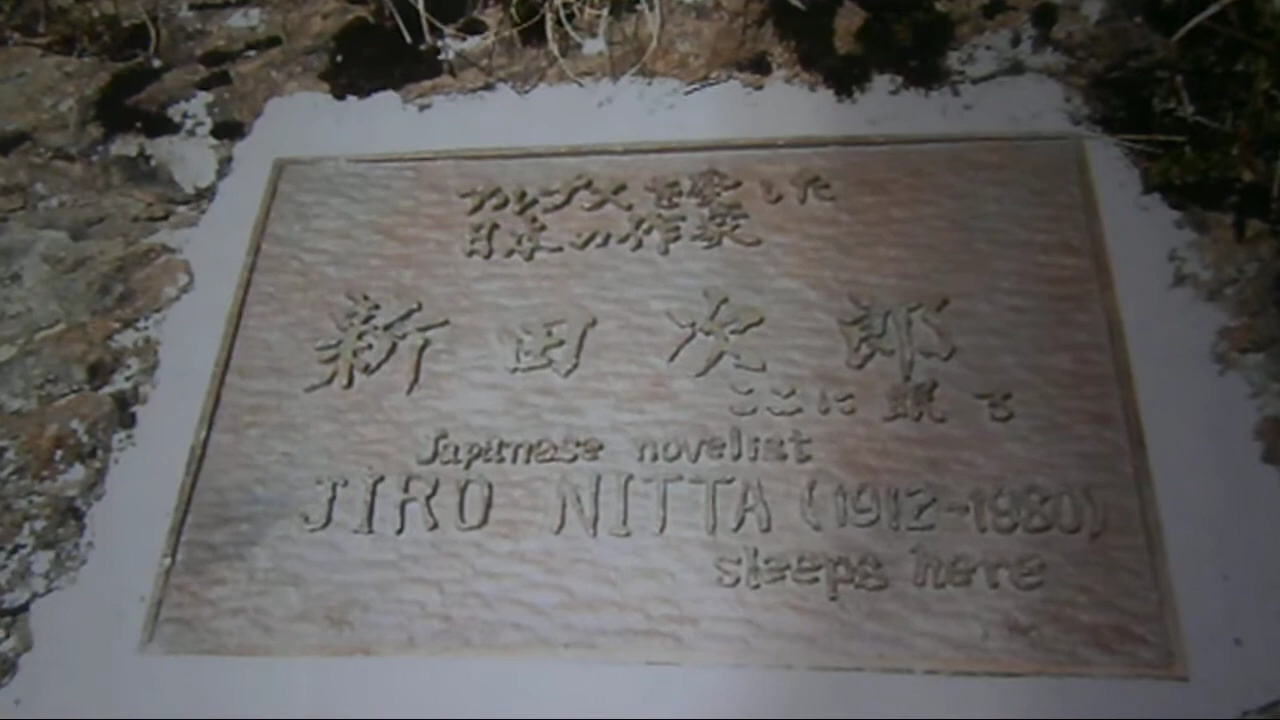 アルプスを愛した
日本の作家
新田次郎
ここに眠る
Japanese novelist
JIRO NITTA (1912-1980)
sleeps here